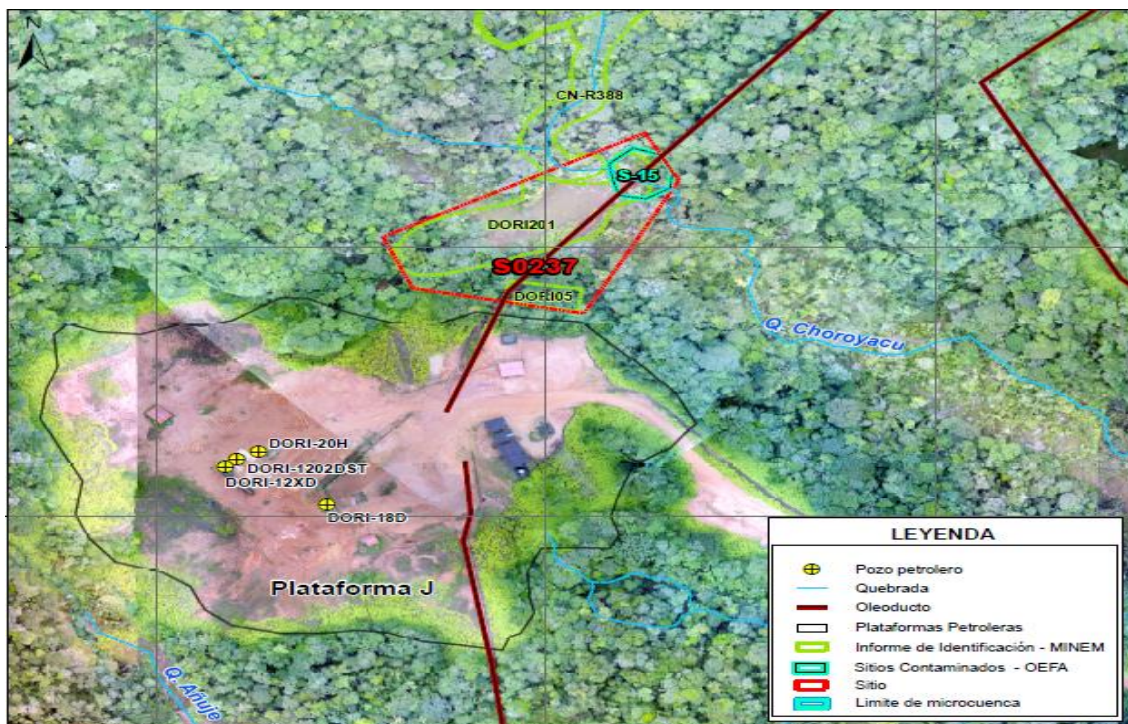 N
CN-R388
S-15
DORI201
S0237
DORI05
Q. Choroyacu
DORI-20H
DORI-1202DST
DORI-12XD
DORI-18D
Plataforma J
Q. Añuje
LEYENDA
Pozo petrolero
Quebrada
Oleoducto
Plataformas Petroleras
Informe de Identificación - MINEM
Sitios Contaminados - OEFA
Sitio
Limite de microcuenca